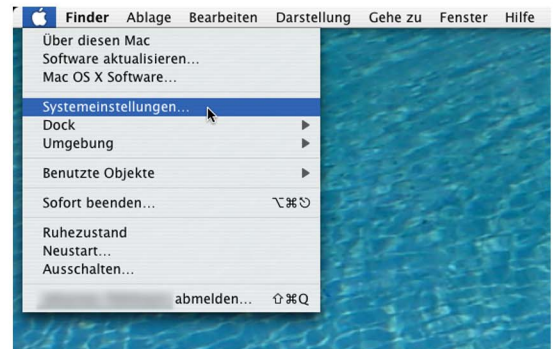 Finder Ablage Bearbeiten Darstellung Gehe zu Fenster Hilfe
Über diesen Mac
Software aktualisieren…
Mac OS X Software…
Systemeinstellungen…
Dock
Umgebung
Benutzte Objekte
Sofort beenden… ⌥⌘⎋
Ruhezustand
Neustart…
Ausschalten…
abmelden… ⇧⌘Q